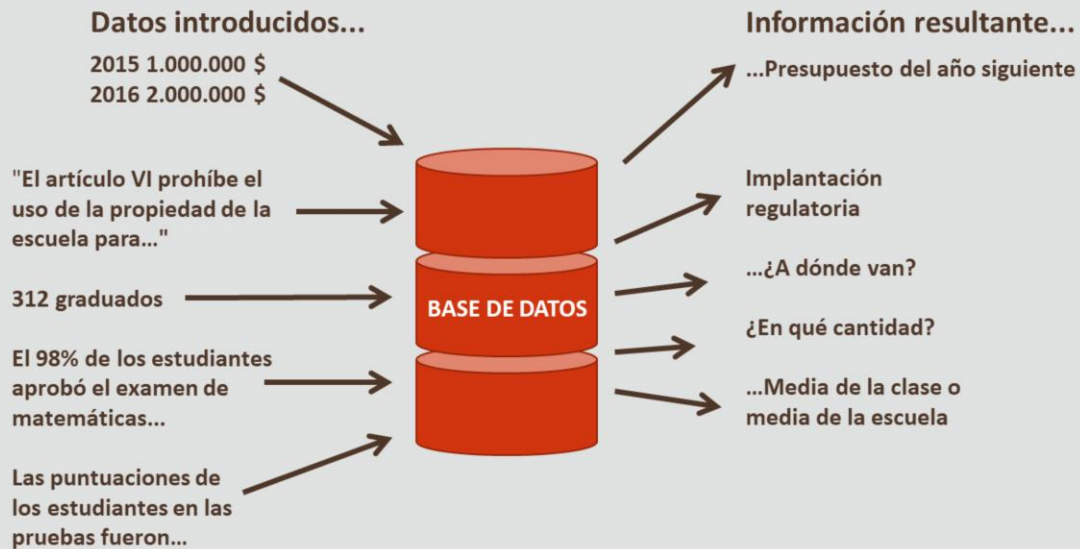 Datos introducidos...
2015 1.000.000 $
2016 2.000.000 $
"El artículo VI prohíbe el
uso de la propiedad de la
escuela para..."
312 graduados
El 98% de los estudiantes
aprobó el examen de
matemáticas...
Las puntuaciones de
los estudiantes en las
pruebas fueron...
BASE DE DATOS
Información resultante...
...Presupuesto del año siguiente
Implantación
regulatoria
...¿A dónde van?
¿En qué cantidad?
...Media de la clase o
media de la escuela